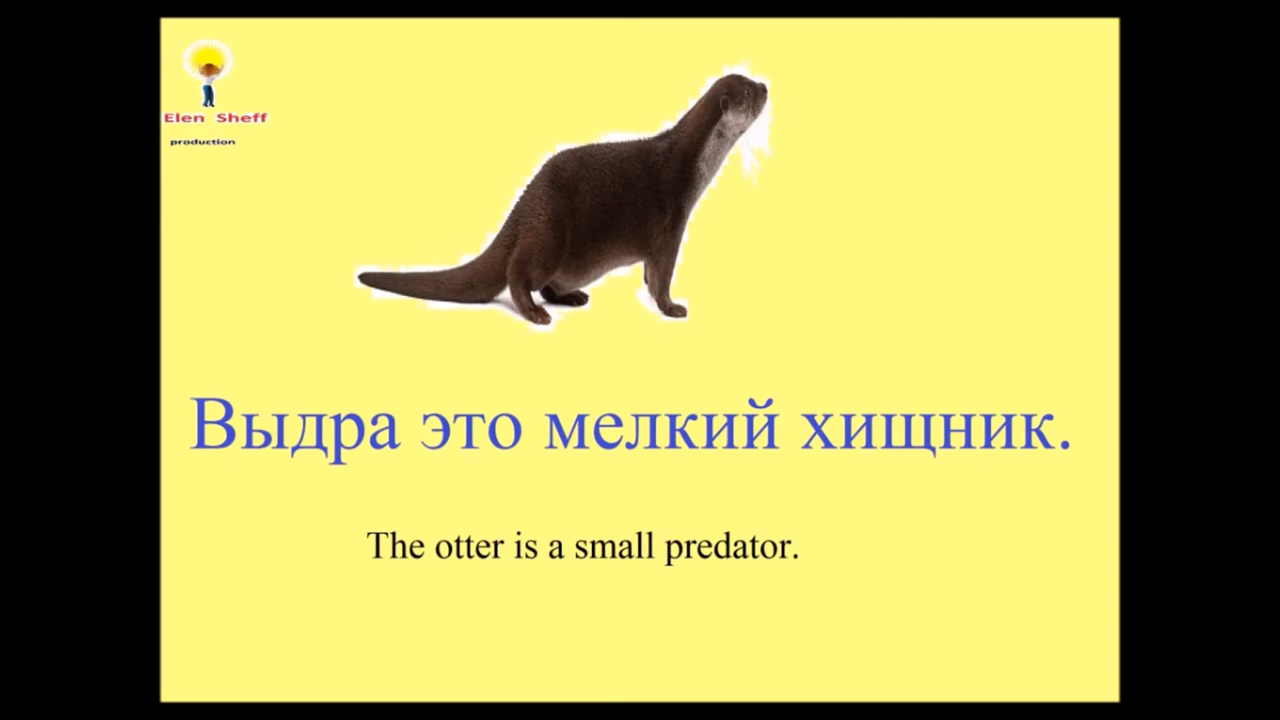 Elen Sheff
production
Выдра это мелкий хищник.
The otter is a small predator.